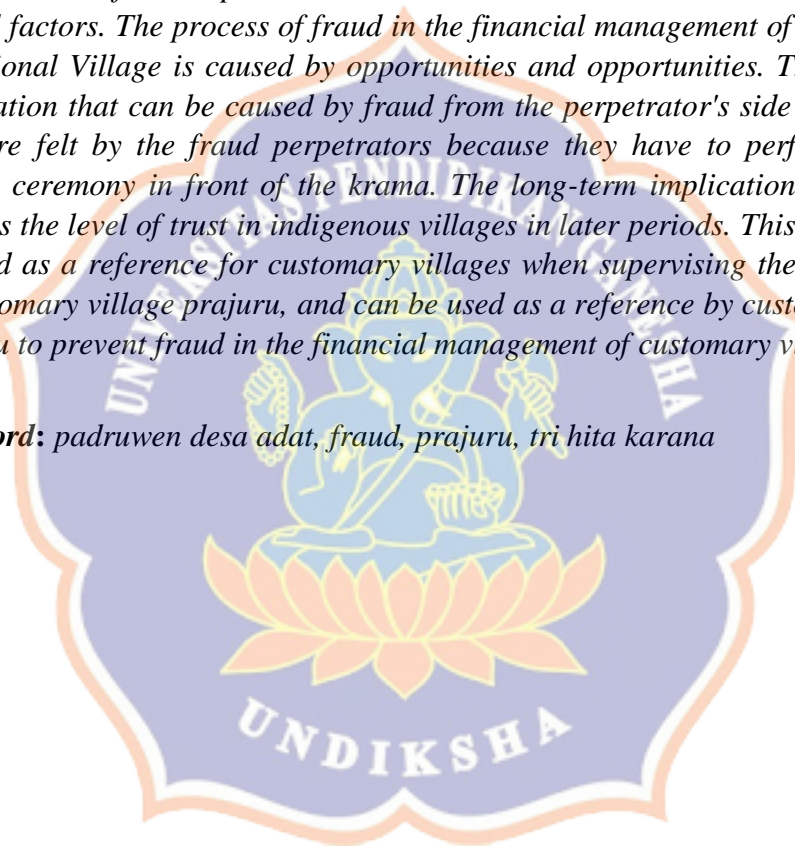 factors. The process of fraud in the financial management of
ional Village is caused by opportunities and opportunities. T
ation that can be caused by fraud from the perpetrator's side
re felt by the fraud perpetrators because they have to perf
ceremony in front of the krama. The long-term implication
s the level of trust in indigenous villages in later periods. This
d as a reference for customary villages when supervising the
omary village prajuru, and can be used as a reference by custo
u to prevent fraud in the financial management of customary v
ord: padruwen desa adat, fraud, prajuru, tri hita karana
UNIVERSITAS PENDIDIKAN GANESHA
UNDIKSHA